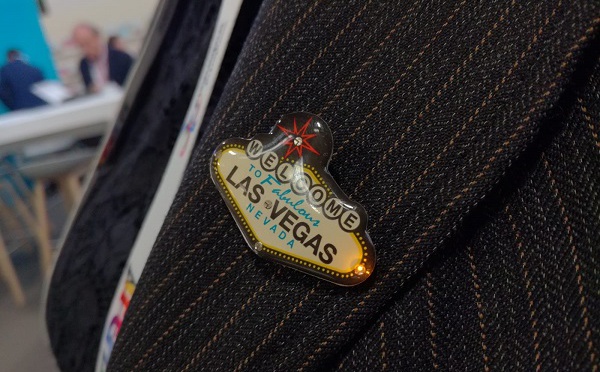 WELCOME
TO Fabulous
LAS VEGAS
NEVADA